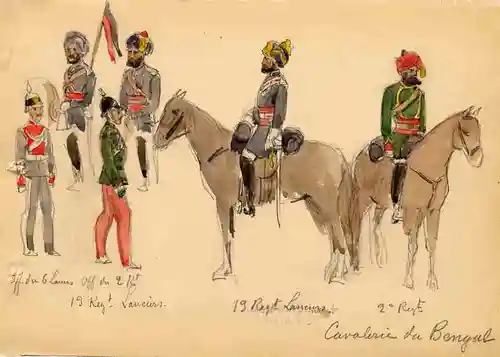 Off. du 6 Lanc. Off du 2 Rgt
19 Regt. Lanciers.
19 Regt Lanciers
2e Regt.
Cavalerie du Bengal